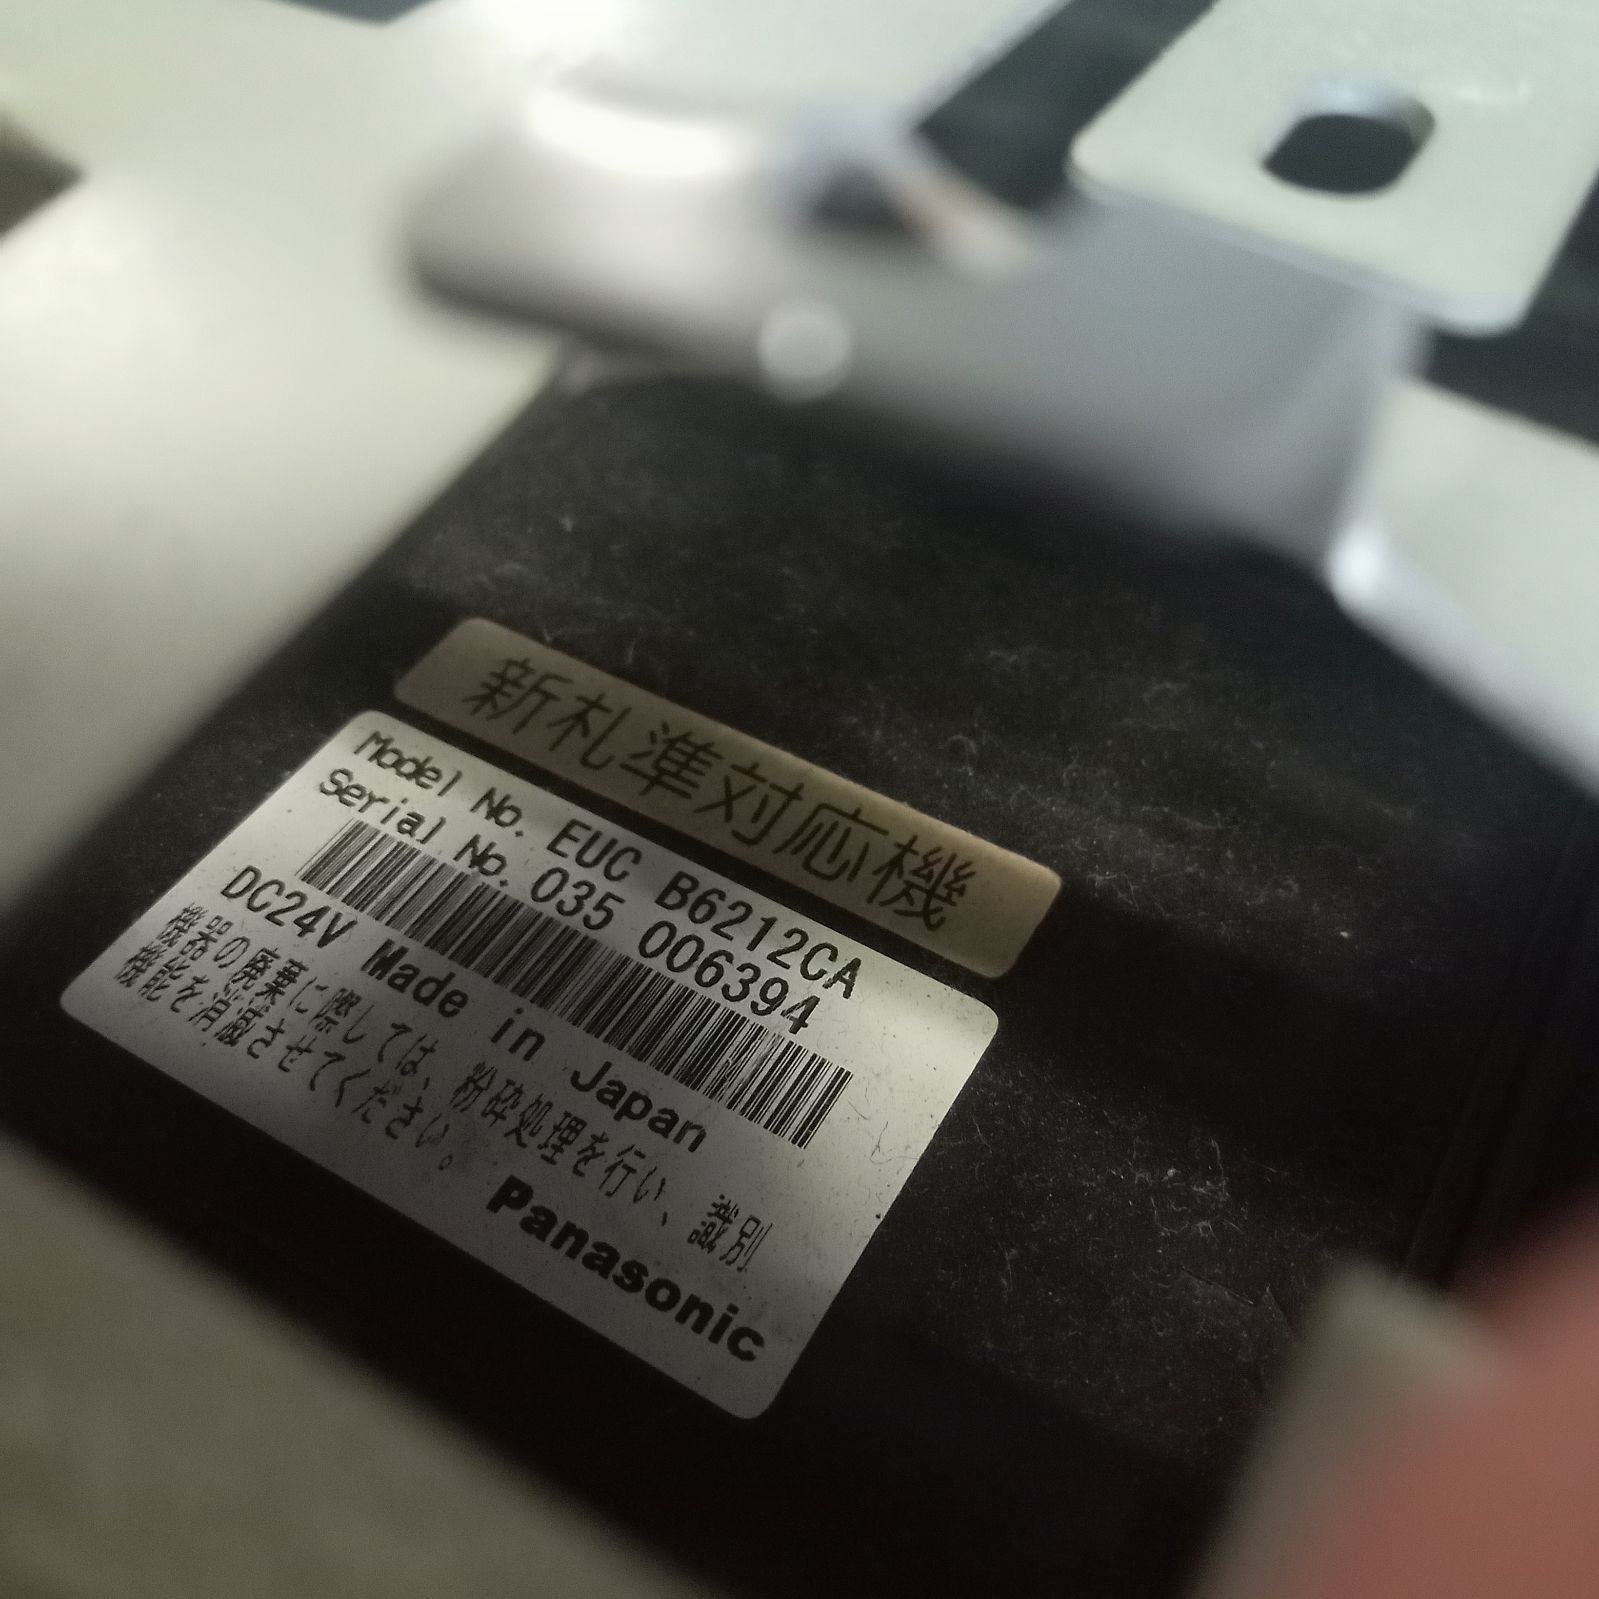 新札準対応機
Model No. EUC B6212CA
Serial No. 035 006394
DC24V Made in Japan
機器の廃棄に際しては、粉砕処理を行い、識別
機能を消滅させてください。
Panasonic